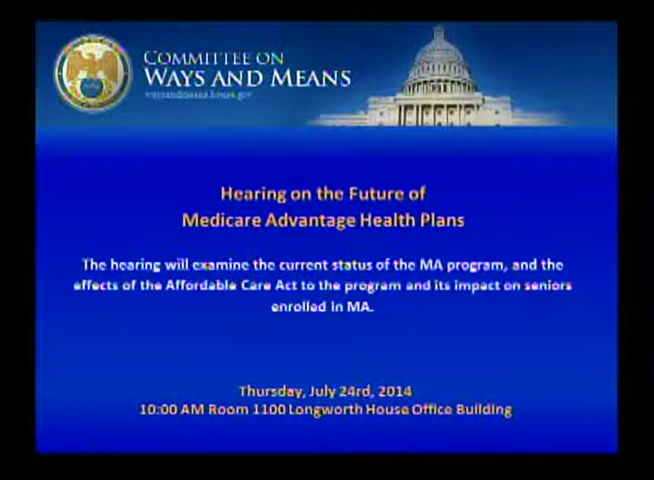 COMMITTEE ON
WAYS AND MEANS
waysandmeans.house.gov
Hearing on the Future of
Medicare Advantage Health Plans
The hearing will examine the current status of the MA program, and the
effects of the Affordable Care Act to the program and its impact on seniors
enrolled in MA.
Thursday, July 24rd, 2014
10:00 AM Room 1100 Longworth House Office Building